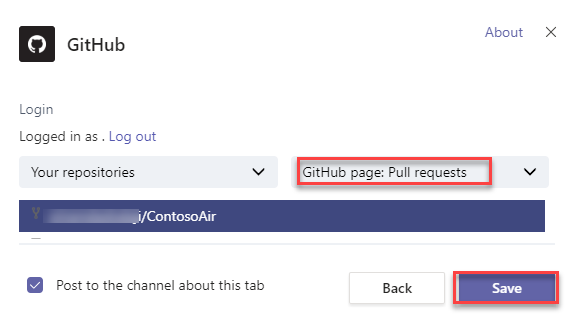 GitHub
About
Login
Logged in as . Log out
Your repositories
GitHub page: Pull requests
/ContosoAir
Post to the channel about this tab
Back
Save